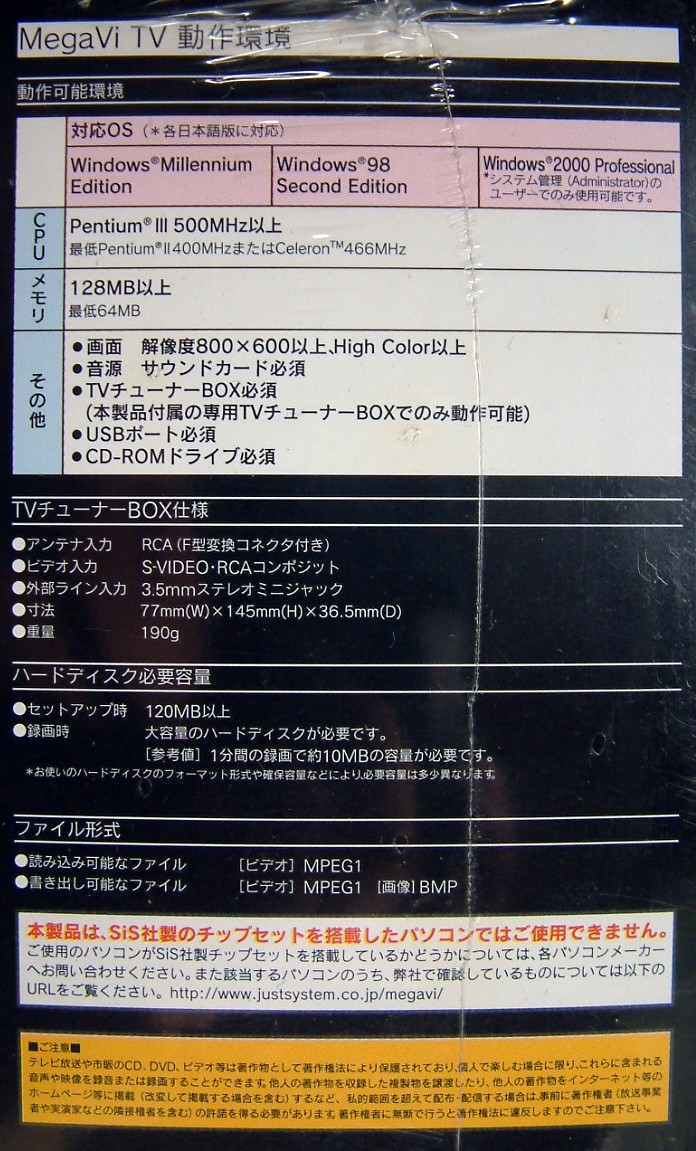 MegaVi TV 動作環境
動作可能環境
対応OS（＊各日本語版に対応）
Windows®Millennium Edition
Windows®98 Second Edition
Windows®2000 Professional
*システム管理（Administrator)の
ユーザーでのみ使用可能です。
CPU
Pentium®III 500MHz以上
最低Pentium®II400MHzまたはCeleron™466MHz
メモリ
128MB以上
最低64MB
その他
●画面　解像度800×600以上、High Color以上
●音源　サウンドカード必須
●TVチューナーBOX必須
(本製品付属の専用TVチューナーBOXでのみ動作可能)
●USBポート必須
●CD-ROMドライブ必須
TVチューナーBOX仕様
●アンテナ入力　RCA（F型変換コネクタ付き）
●ビデオ入力　S-VIDEO・RCAコンポジット
●外部ライン入力　3.5mmステレオミニジャック
●寸法　77mm(W)×145mm(H)×36.5mm(D)
●重量　190g
ハードディスク必要容量
●セットアップ時　120MB以上
●録画時　大容量のハードディスクが必要です。
［参考値］1分間の録画で約10MBの容量が必要です。
＊お使いのハードディスクのフォーマット形式や確保容量などにより、必要容量は多少異なります。
ファイル形式
●読み込み可能なファイル　［ビデオ］MPEG1
●書き出し可能なファイル　［ビデオ］MPEG1　［画像］BMP
本製品は、SiS社製のチップセットを搭載したパソコンではご使用できません。
ご使用のパソコンがSiS社製チップセットを搭載しているかどうかについては、各パソコンメーカー
へお問い合わせください。また該当するパソコンのうち、弊社で確認しているものについては以下の
URLをご覧ください。http://www.justsystem.co.jp/megavi/
■ご注意■
テレビ放送や市販のCD、DVD、ビデオ等は著作物として著作権法により保護されており、個人で楽しむ場合に限り、これらに含まれる
音声や映像を録音または録画することができます。他人の著作物を収録した複製物を譲渡したり、他人の著作物をインターネット等の
ホームページ等に掲載（改変して掲載する場合を含む）するなど、私的範囲を超えて配布・配信する場合は、事前に著作権者（放送事業
者や実演家などの隣接権者を含む）の許諾を得る必要があります。著作権者に無断で行うと著作権法に違反しますのでご注意下さい。